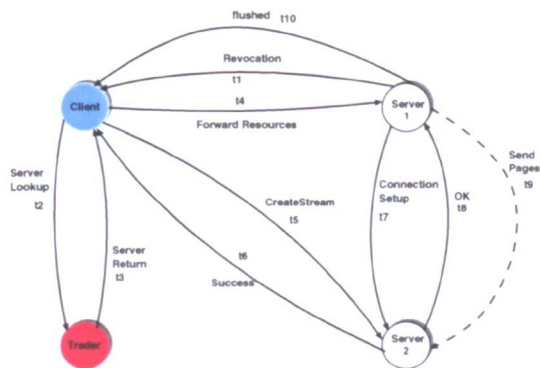 flushed t10
Revocation
t1
Client
t4
Server
1
Forward Resources
Send
Pages
t9
Server
Lookup
t2
CreateStream
t5
Connection
Setup
t7
OK
t8
Server
Return
t3
t6
Success
Trader
Server
2